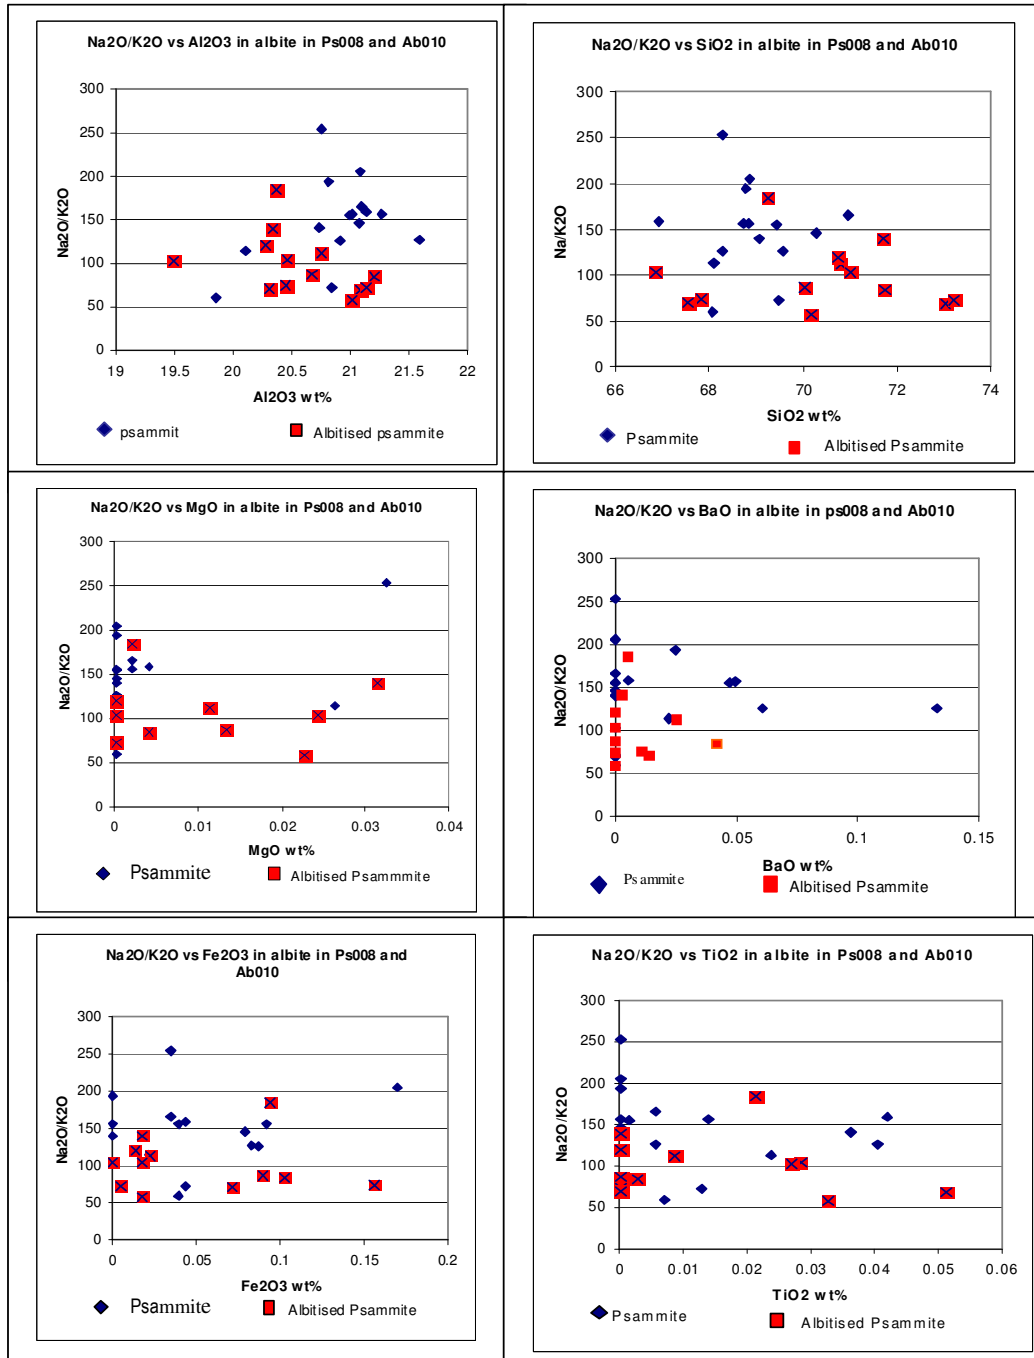 Na2O/K2O vs Al2O3 in albite in Ps008 and Ab010
300
250
200
150
100
50
0
Na2O/K2O
19 19.5 20 20.5 21 21.5 22
Al2O3 wt%
psammit Albitised psammite
Na2O/K2O vs SiO2 in albite in Ps008 and Ab010
300
250
200
150
100
50
0
Na/K2O
66 68 70 72 74
SiO2 wt%
Psammite Albitised Psammite
Na2O/K2O vs MgO in albite in Ps008 and Ab010
300
250
200
150
100
50
0
Na2O/K2O
0 0.01 0.02 0.03 0.04
MgO wt%
Psammite Albitised Psammmite
Na2O/K2O vs BaO in albite in ps008 and Ab010
300
250
200
150
100
50
0
Na2O/K2O
0 0.05 0.1 0.15
BaO wt%
Psammite Albitised Psammite
Na2O/K2O vs Fe2O3 in albite in Ps008 and
Ab010
300
250
200
150
100
50
0
Na2O/K2O
0 0.05 0.1 0.15 0.2
Fe2O3 wt%
Psammite Albitised Psammite
Na2O/K2O vs TiO2 in albite in Ps008 and Ab010
300
250
200
150
100
50
0
Na2O/K2O
0 0.01 0.02 0.03 0.04 0.05 0.06
TiO2 wt%
Psammite Albitised Psammite